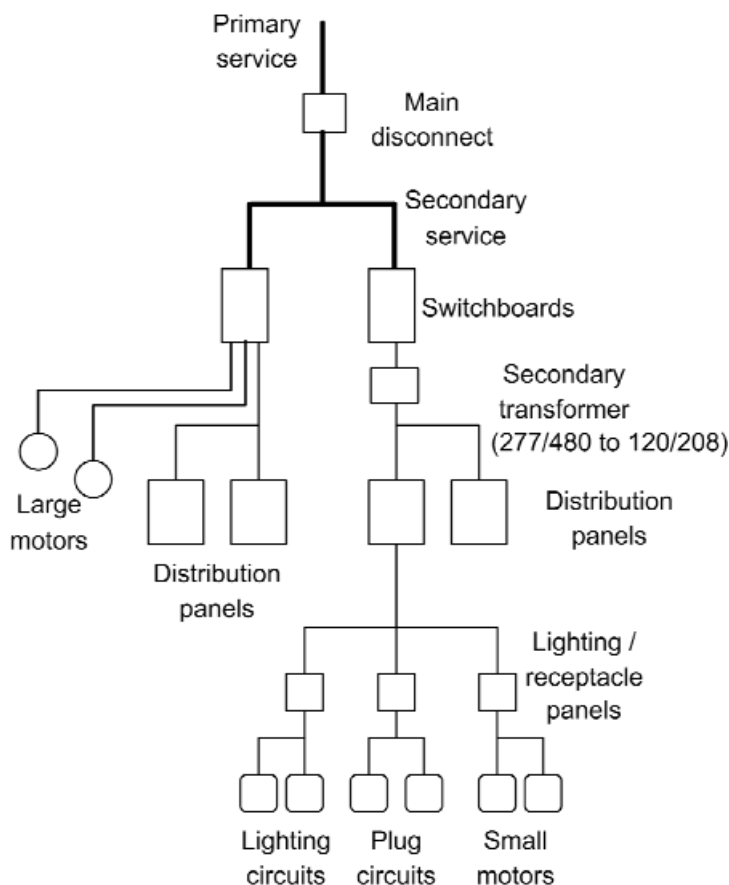 Primary
service
Main
disconnect
Secondary
service
Switchboards
Secondary
transformer
(277/480 to 120/208)
Large
motors
Distribution
panels
Distribution
panels
Lighting /
receptacle
panels
Lighting
circuits
Plug
circuits
Small
motors